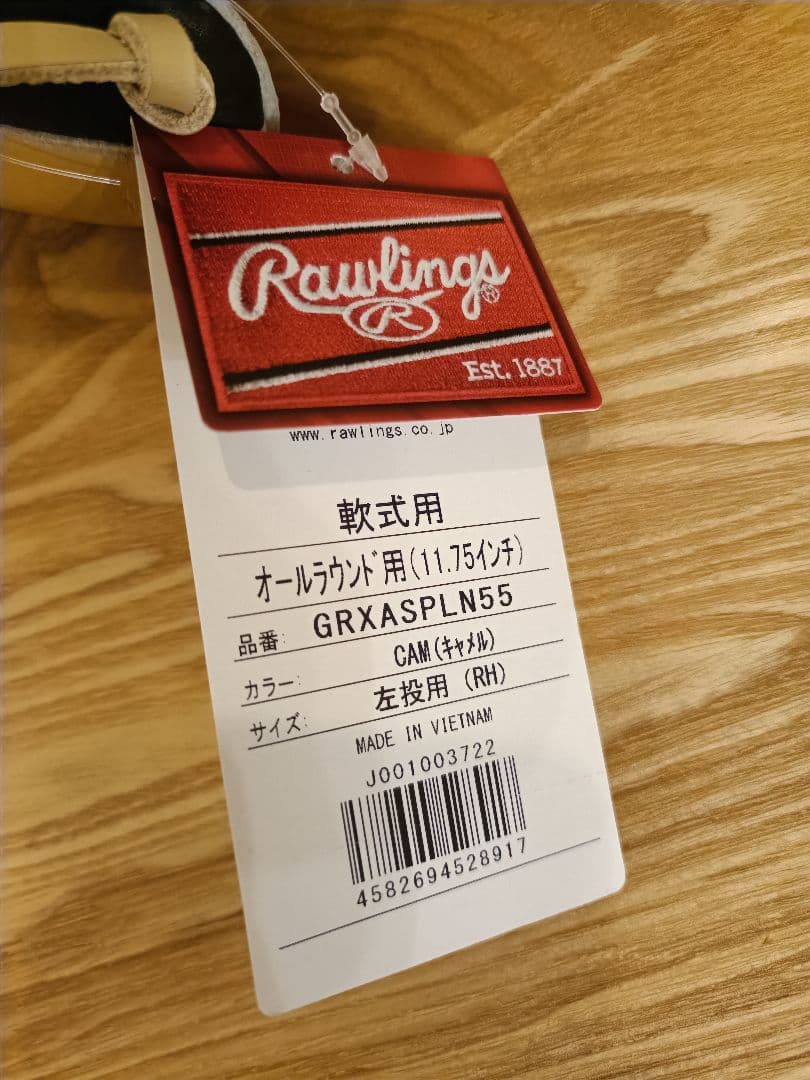 Rawlings
R
Est. 1887
www.rawlings.co.jp
軟式用
オールラウンド用(11.75インチ)
品番: GRXASPLN55
カラー: CAM(キャメル)
サイズ: 左投用 (RH)
MADE IN VIETNAM
J001003722
4582694528917